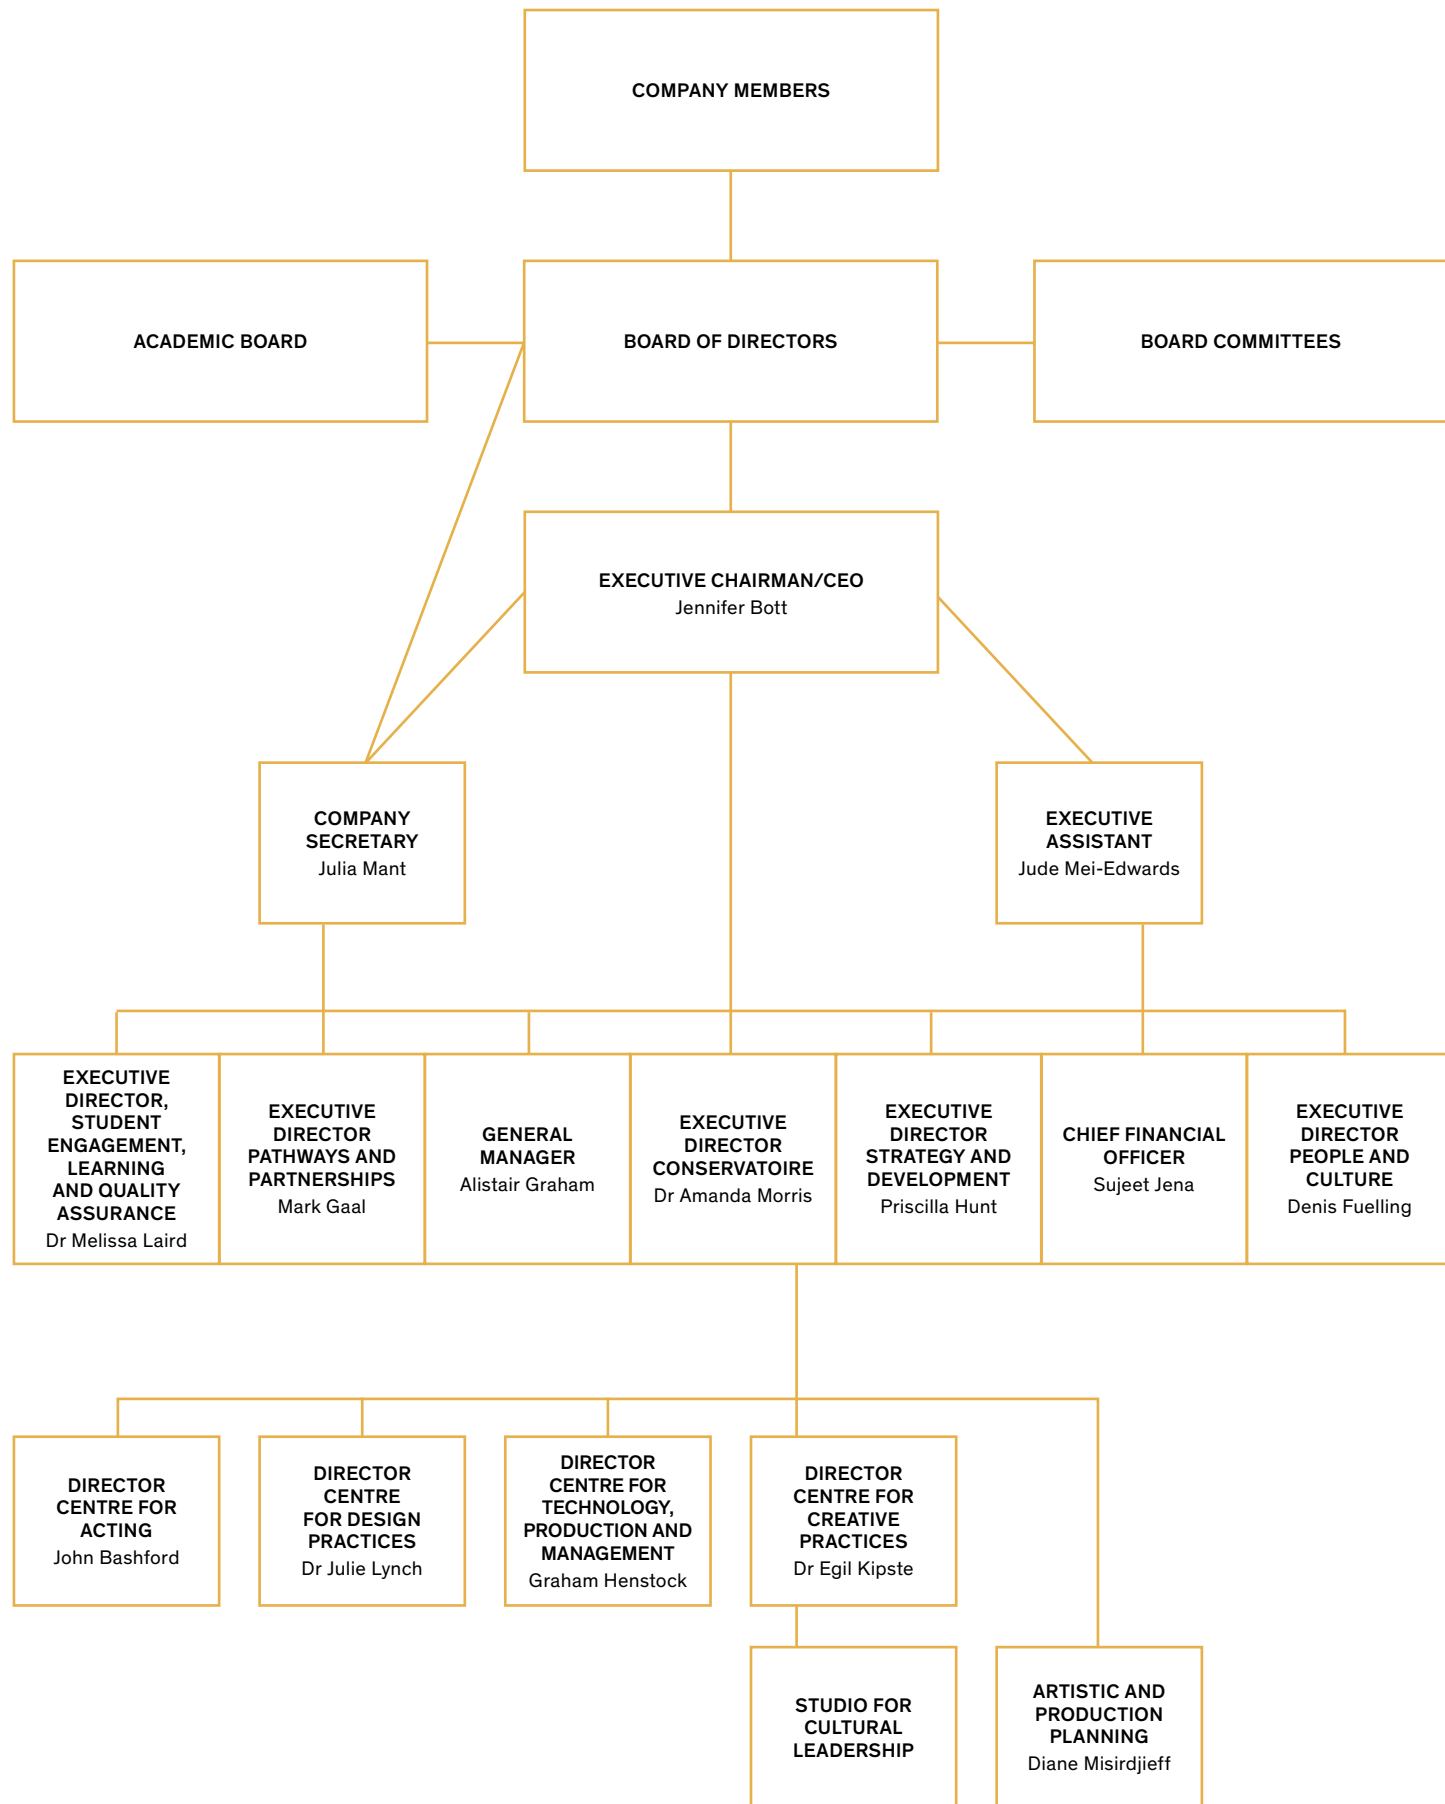 COMPANY MEMBERS
ACADEMIC BOARD
BOARD OF DIRECTORS
BOARD COMMITTEES
EXECUTIVE CHAIRMAN/CEO
Jennifer Bott
COMPANY
SECRETARY
Julia Mant
EXECUTIVE
ASSISTANT
Jude Mei-Edwards
EXECUTIVE
DIRECTOR,
STUDENT
ENGAGEMENT,
LEARNING
AND QUALITY
ASSURANCE
Dr Melissa Laird
EXECUTIVE
DIRECTOR
PATHWAYS AND
PARTNERSHIPS
Mark Gaal
GENERAL
MANAGER
Alistair Graham
EXECUTIVE
DIRECTOR
CONSERVATOIRE
Dr Amanda Morris
EXECUTIVE
DIRECTOR
STRATEGY AND
DEVELOPMENT
Priscilla Hunt
CHIEF FINANCIAL
OFFICER
Sujeet Jena
EXECUTIVE
DIRECTOR
PEOPLE AND
CULTURE
Denis Fuelling
DIRECTOR
CENTRE FOR
ACTING
John Bashford
DIRECTOR
CENTRE
FOR DESIGN
PRACTICES
Dr Julie Lynch
DIRECTOR
CENTRE FOR
TECHNOLOGY,
PRODUCTION AND
MANAGEMENT
Graham Henstock
DIRECTOR
CENTRE FOR
CREATIVE
PRACTICES
Dr Egil Kipste
STUDIO FOR
CULTURAL
LEADERSHIP
ARTISTIC AND
PRODUCTION
PLANNING
Diane Misirdjieff